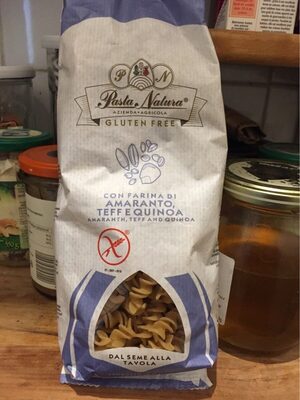 P N
Pasta Natura®
AZIENDA • AGRICOLA
GLUTEN FREE
CON FARINA DI
AMARANTO,
TEFF E QUINOA
AMARANTH, TEFF AND QUINOA
DAL SEME ALLA
TAVOLA